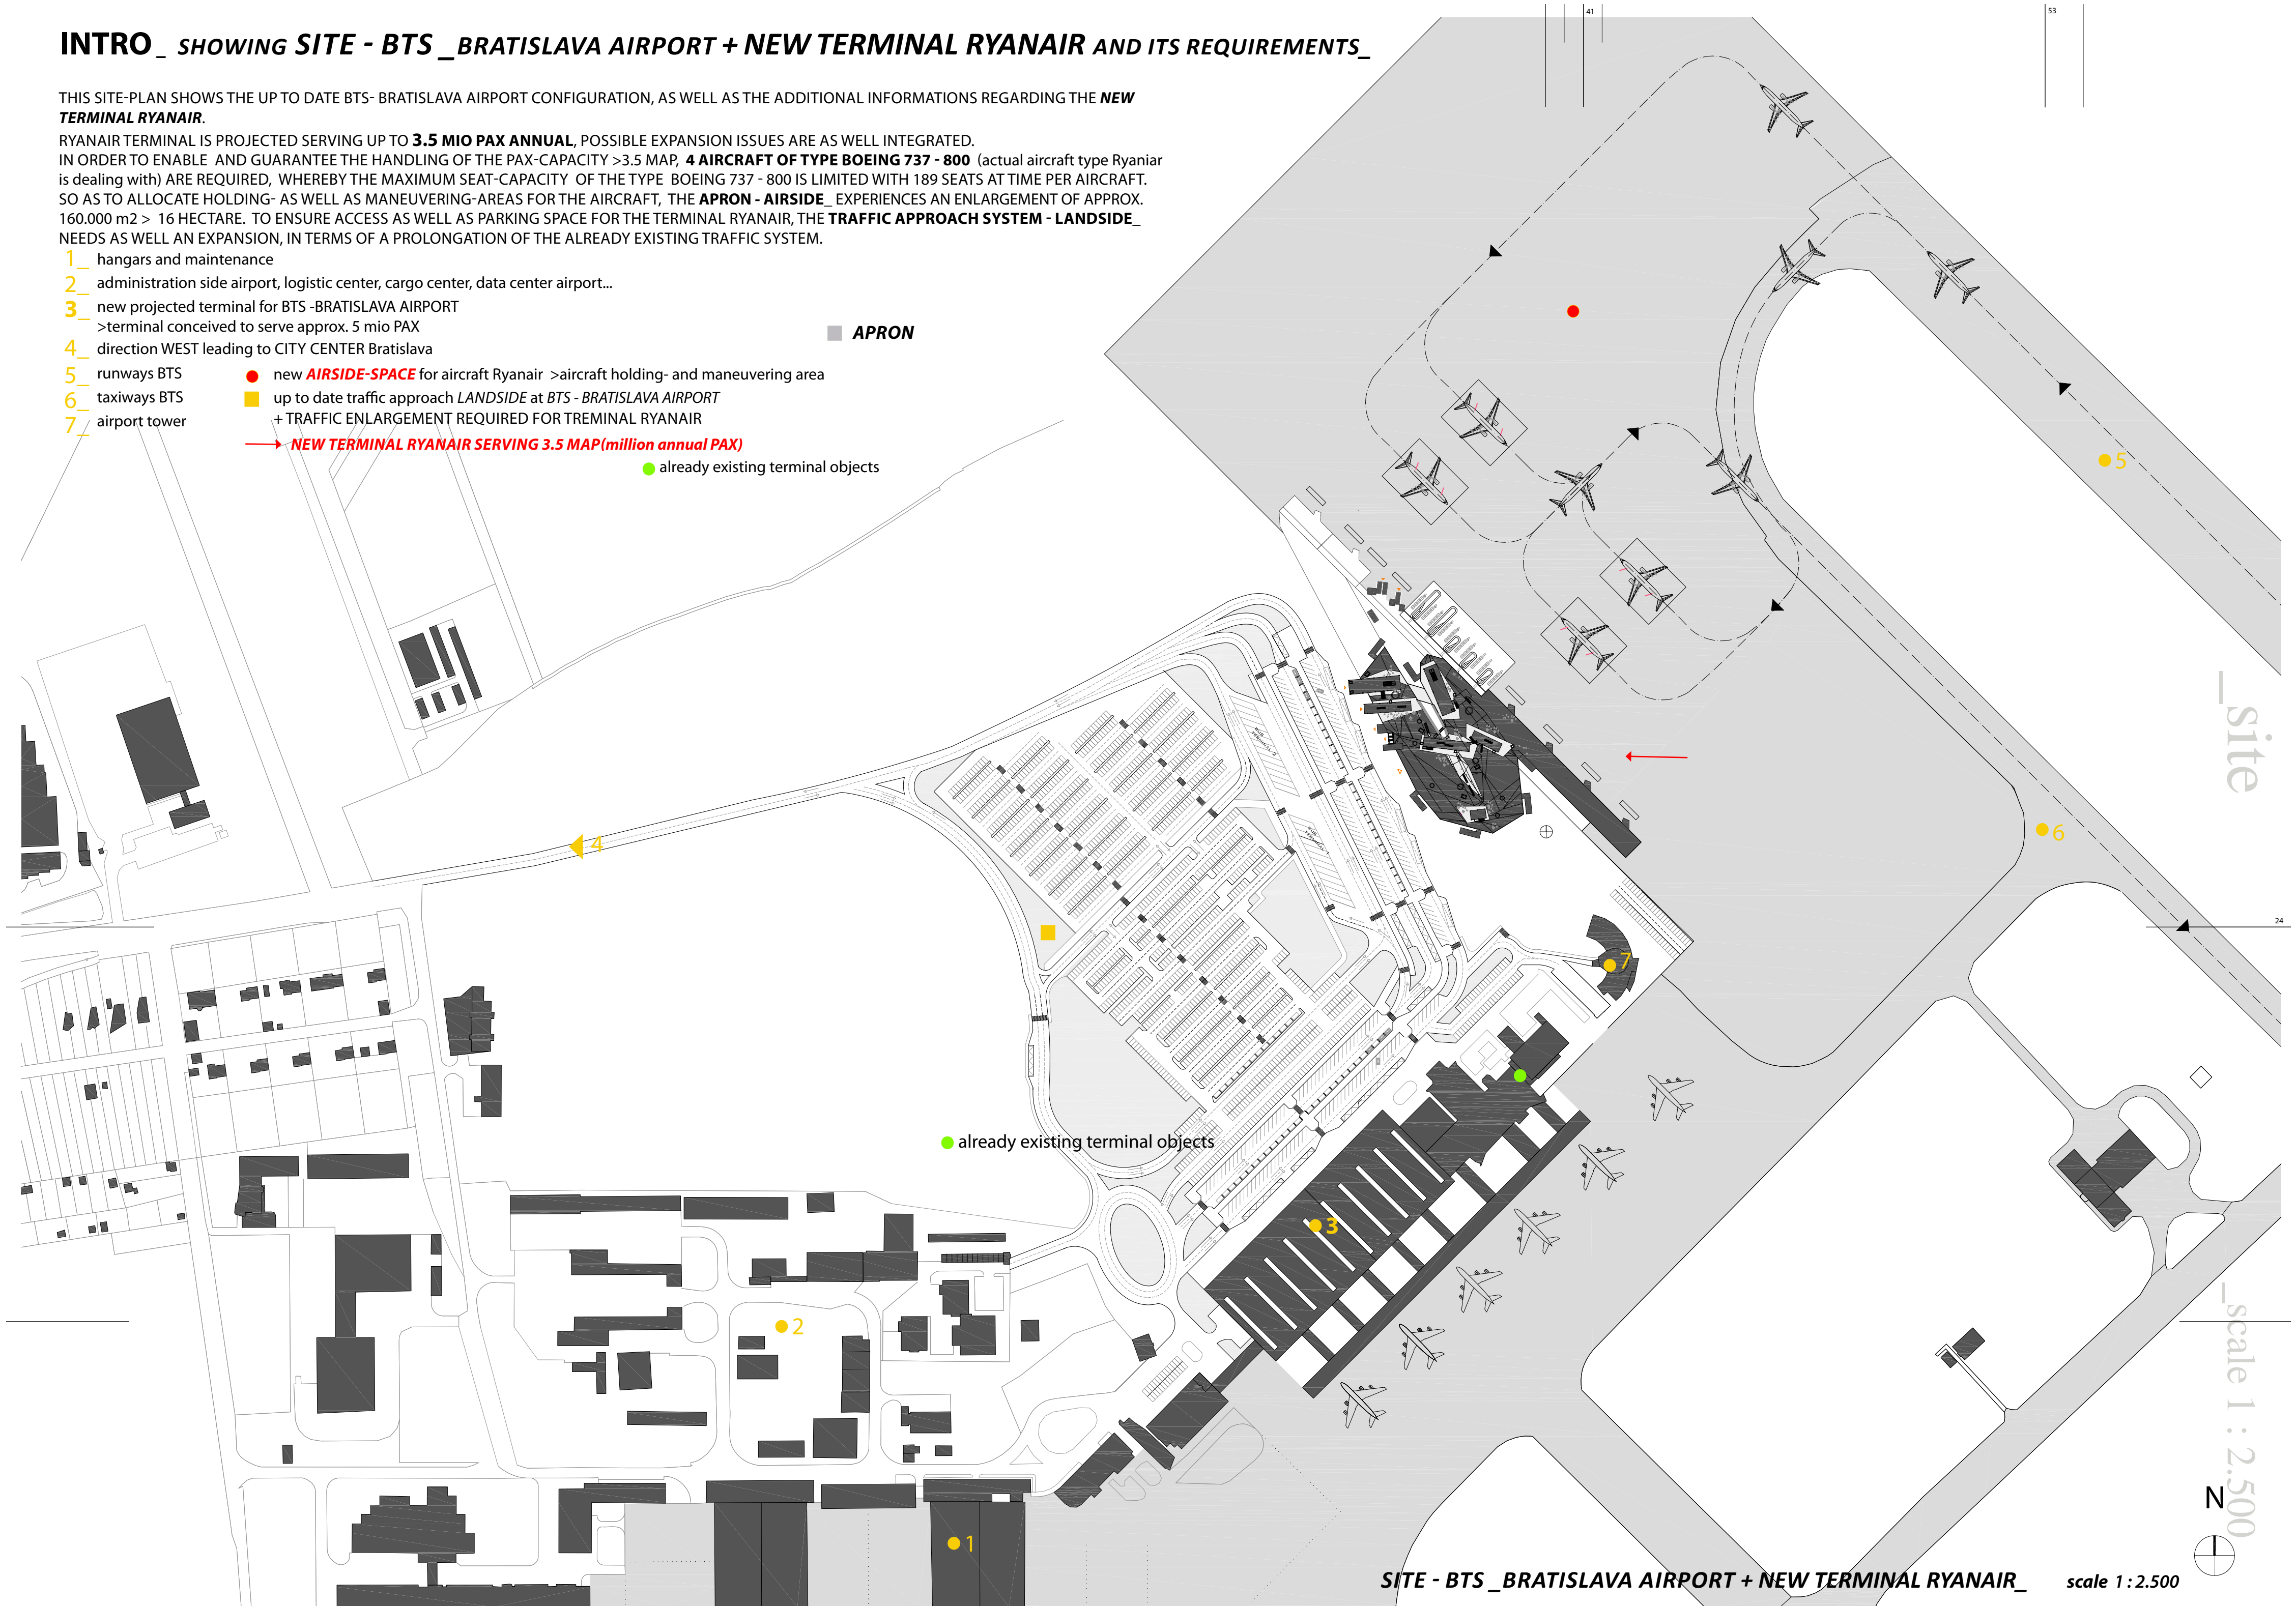 INTRO_ SHOWING SITE - BTS _BRATISLAVA AIRPORT + NEW TERMINAL RYANAIR AND ITS REQUIREMENTS_
THIS SITE-PLAN SHOWS THE UP TO DATE BTS- BRATISLAVA AIRPORT CONFIGURATION, AS WELL AS THE ADDITIONAL INFORMATIONS REGARDING THE NEW
TERMINAL RYANAIR.
RYANAIR TERMINAL IS PROJECTED SERVING UP TO 3.5 MIO PAX ANNUAL, POSSIBLE EXPANSION ISSUES ARE AS WELL INTEGRATED.
IN ORDER TO ENABLE AND GUARANTEE THE HANDLING OF THE PAX-CAPACITY >3.5 MAP, 4 AIRCRAFT OF TYPE BOEING 737 - 800 (actual aircraft type Ryaniar
is dealing with) ARE REQUIRED, WHEREBY THE MAXIMUM SEAT-CAPACITY OF THE TYPE BOEING 737 - 800 IS LIMITED WITH 189 SEATS AT TIME PER AIRCRAFT.
SO AS TO ALLOCATE HOLDING- AS WELL AS MANEUVERING-AREAS FOR THE AIRCRAFT, THE APRON - AIRSIDE_ EXPERIENCES AN ENLARGEMENT OF APPROX.
160.000 m2 > 16 HECTARE. TO ENSURE ACCESS AS WELL AS PARKING SPACE FOR THE TERMINAL RYANAIR, THE TRAFFIC APPROACH SYSTEM - LANDSIDE_
NEEDS AS WELL AN EXPANSION, IN TERMS OF A PROLONGATION OF THE ALREADY EXISTING TRAFFIC SYSTEM.
1_ hangars and maintenance
2_ administration side airport, logistic center, cargo center, data center airport...
3_ new projected terminal for BTS -BRATISLAVA AIRPORT
>terminal conceived to serve approx. 5 mio PAX
APRON
4_ direction WEST leading to CITY CENTER Bratislava
5_ runways BTS
new AIRSIDE-SPACE for aircraft Ryanair >aircraft holding- and maneuvering area
6_ taxiways BTS
up to date traffic approach LANDSIDE at BTS - BRATISLAVA AIRPORT
+ TRAFFIC ENLARGEMENT REQUIRED FOR TREMINAL RYANAIR
7_ airport tower
NEW TERMINAL RYANAIR SERVING 3.5 MAP(million annual PAX)
already existing terminal objects
41
53
5
_Site
6
4
24
7
already existing terminal objects
3
2
1
_scale 1 : 2.500
N
SITE - BTS _BRATISLAVA AIRPORT + NEW TERMINAL RYANAIR_ scale 1 : 2.500